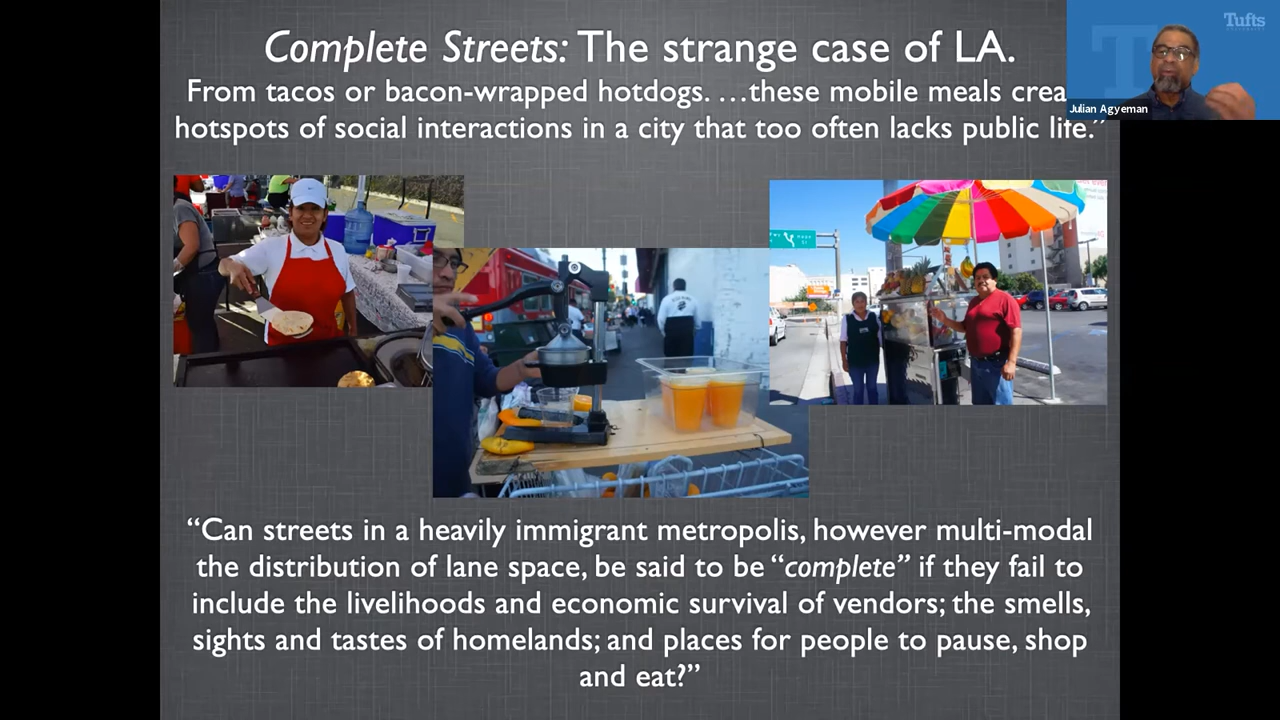 Complete Streets: The strange case of LA.
From tacos or bacon-wrapped hotdogs. …these mobile meals crea
hotspots of social interactions in a city that too often lacks public life.”
Tufts
UNIVERSITY
Julian Agyeman
“Can streets in a heavily immigrant metropolis, however multi-modal
the distribution of lane space, be said to be “complete” if they fail to
include the livelihoods and economic survival of vendors; the smells,
sights and tastes of homelands; and places for people to pause, shop
and eat?”